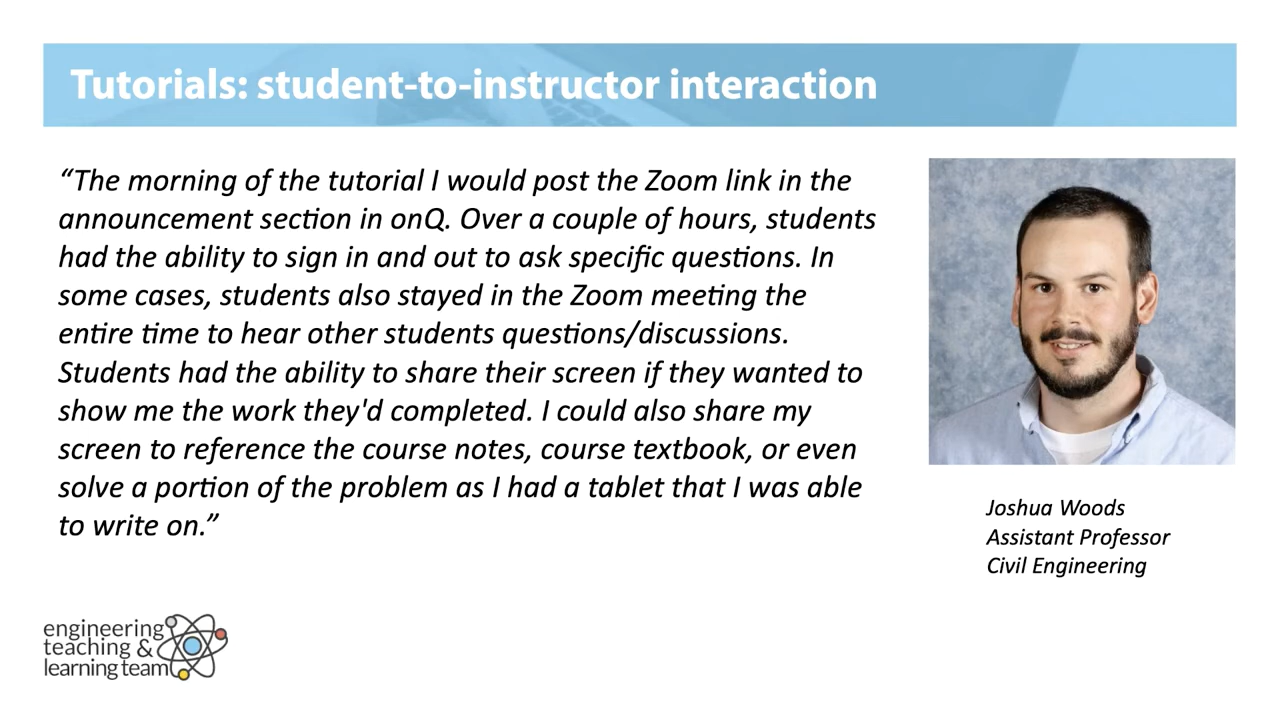 Tutorials: student-to-instructor interaction
“The morning of the tutorial I would post the Zoom link in the
announcement section in onQ. Over a couple of hours, students
had the ability to sign in and out to ask specific questions. In
some cases, students also stayed in the Zoom meeting the
entire time to hear other students questions/discussions.
Students had the ability to share their screen if they wanted to
show me the work they'd completed. I could also share my
screen to reference the course notes, course textbook, or even
solve a portion of the problem as I had a tablet that I was able
to write on.”
Joshua Woods
Assistant Professor
Civil Engineering
engineering
teaching &
learning team